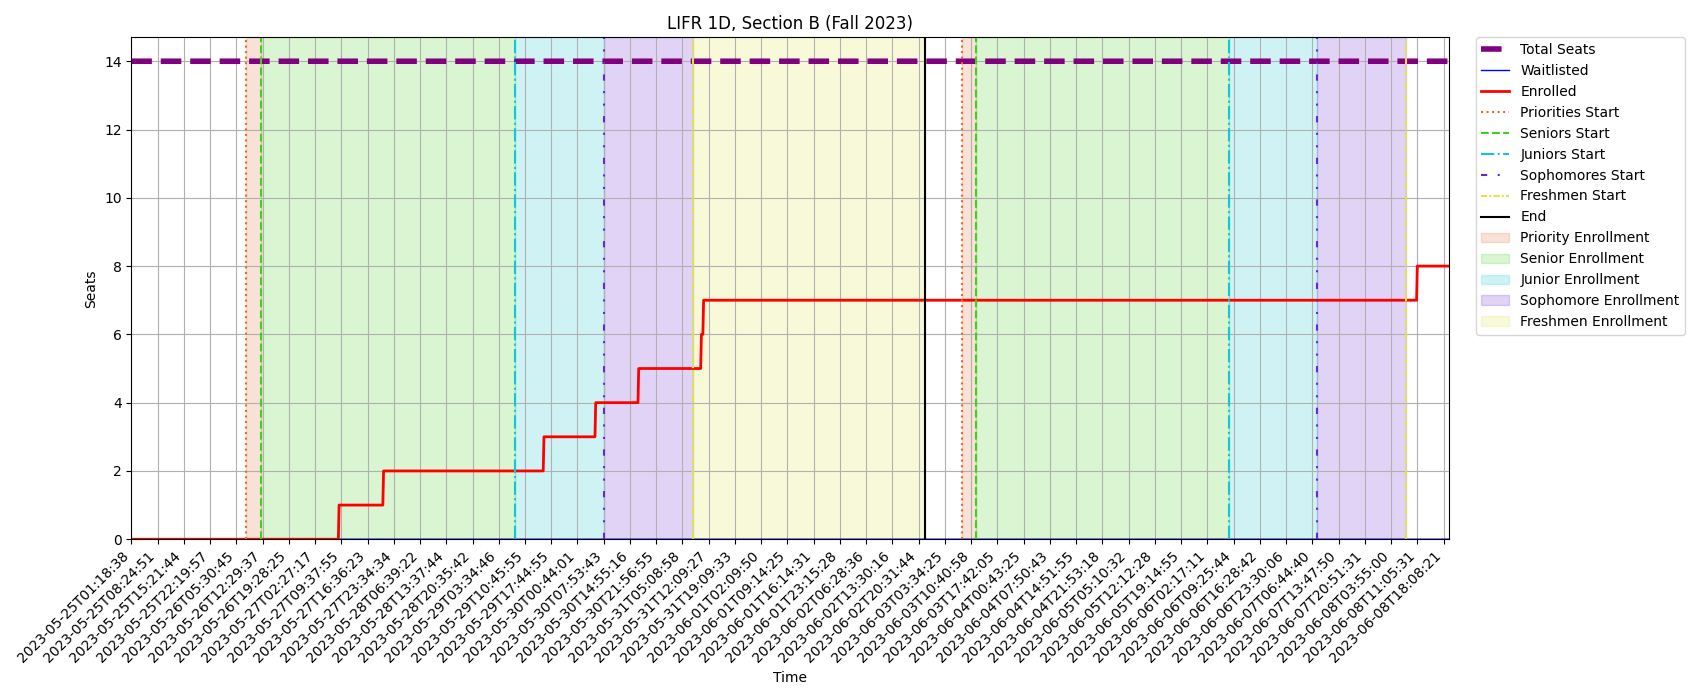 LIFR 1D, Section B (Fall 2023)
Seats
14
12
10
8
6
4
2
0
2023-05-25T01:18:38
2023-05-25T08:24:51
2023-05-25T15:21:44
2023-05-25T22:19:57
2023-05-26T05:30:45
2023-05-26T12:29:37
2023-05-26T19:28:25
2023-05-27T02:27:17
2023-05-27T09:37:55
2023-05-27T16:36:23
2023-05-27T23:34:34
2023-05-28T06:39:22
2023-05-28T13:37:44
2023-05-28T20:35:42
2023-05-29T03:34:46
2023-05-29T10:45:55
2023-05-29T17:44:55
2023-05-30T00:44:01
2023-05-30T07:53:43
2023-05-30T14:55:16
2023-05-30T21:56:55
2023-05-31T05:08:58
2023-05-31T12:09:27
2023-05-31T19:09:33
2023-06-01T02:09:50
2023-06-01T09:14:25
2023-06-01T16:14:31
2023-06-01T23:15:28
2023-06-02T06:28:36
2023-06-02T13:30:16
2023-06-02T20:31:44
2023-06-03T03:34:25
2023-06-03T10:40:58
2023-06-03T17:42:05
2023-06-04T00:43:25
2023-06-04T07:50:43
2023-06-04T14:51:55
2023-06-04T21:53:18
2023-06-05T05:10:32
2023-06-05T12:12:28
2023-06-05T19:14:55
2023-06-06T02:17:11
2023-06-06T09:25:44
2023-06-06T16:28:42
2023-06-06T23:30:06
2023-06-07T06:44:40
2023-06-07T13:47:50
2023-06-07T20:51:31
2023-06-08T03:55:00
2023-06-08T11:05:31
2023-06-08T18:08:21
Time
Total Seats
Waitlisted
Enrolled
Priorities Start
Seniors Start
Juniors Start
Sophomores Start
Freshmen Start
End
Priority Enrollment
Senior Enrollment
Junior Enrollment
Sophomore Enrollment
Freshmen Enrollment